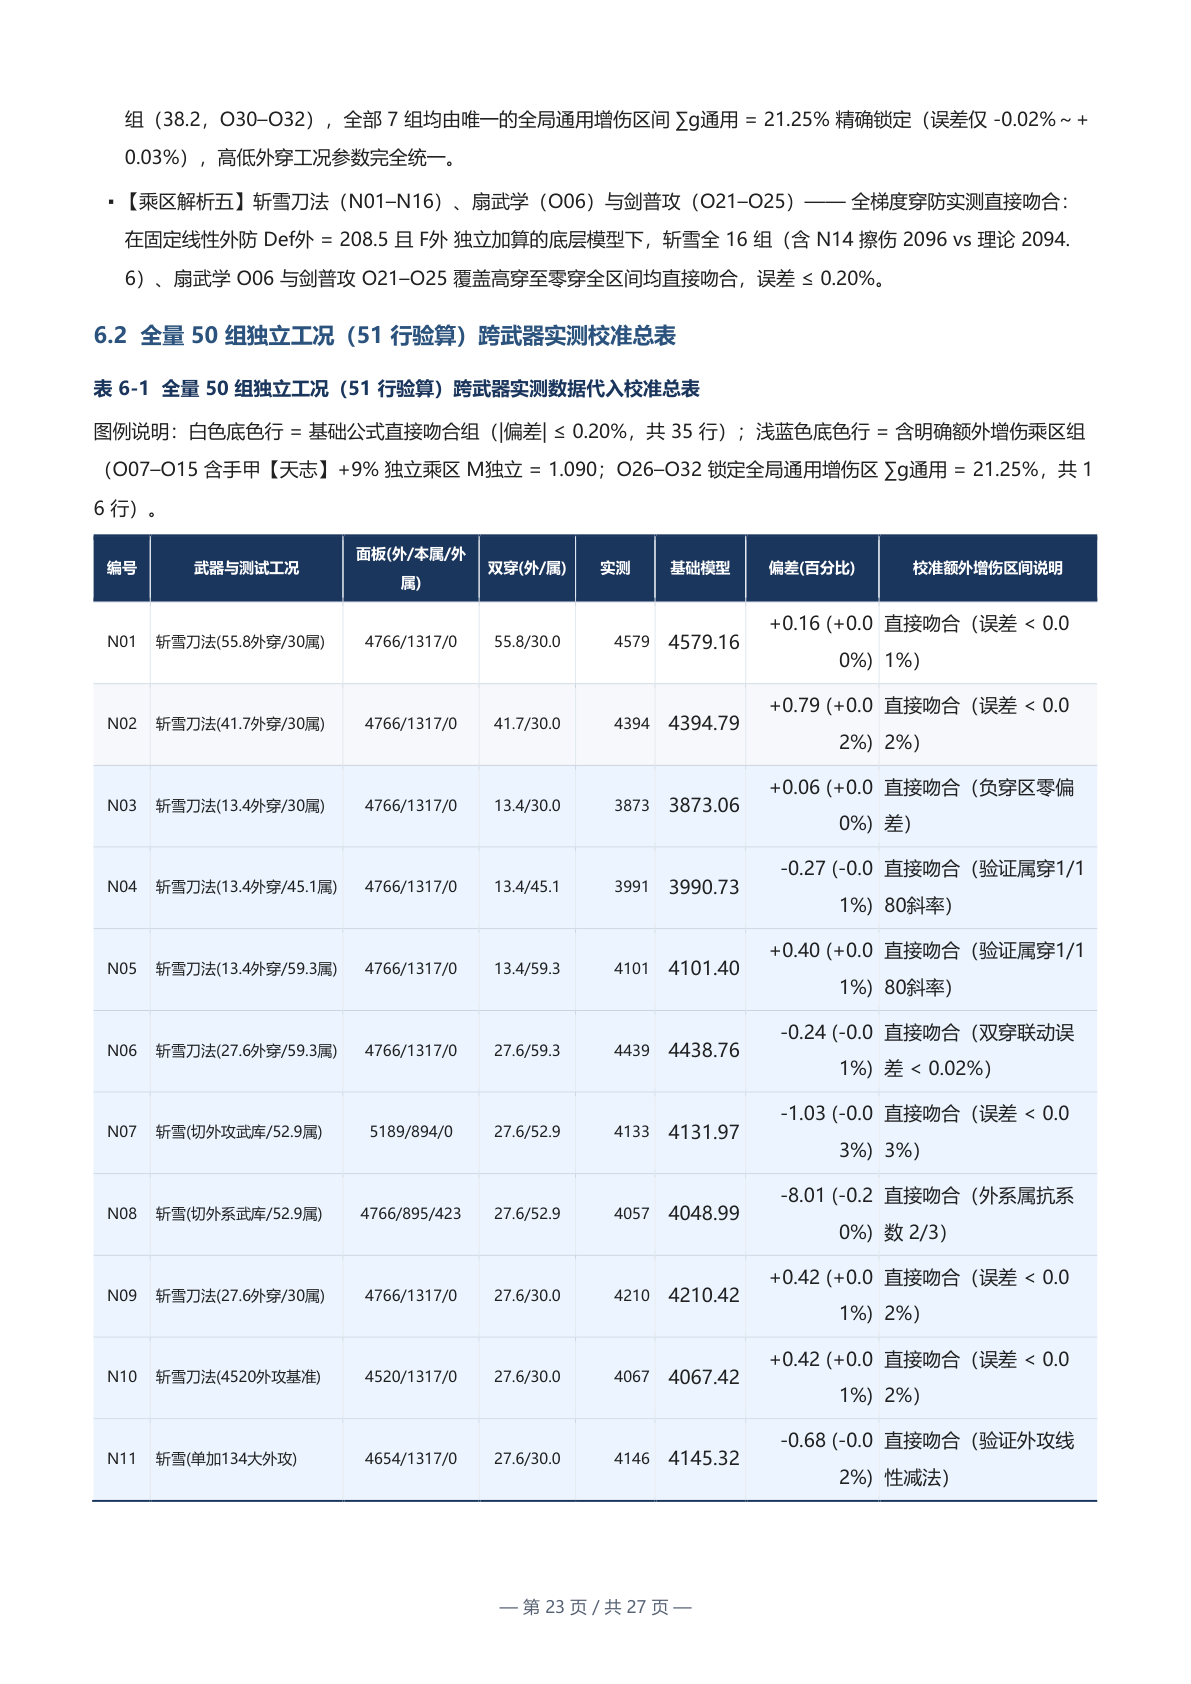 组（38.2，O30–O32），全部 7 组均由唯一的全局通用增伤区间 ∑g通用 = 21.25% 精确锁定（误差仅 -0.02% ~ +
0.03%），高低外穿工况参数完全统一。
▪ 【乘区解析五】斩雪刀法（N01–N16）、扇武学（O06）与剑普攻（O21–O25）—— 全梯度穿防实测直接吻合：
在固定线性外防 Def外 = 208.5 且 F外 独立加算的底层模型下，斩雪全 16 组（含 N14 擦伤 2096 vs 理论 2094.
6）、扇武学 O06 与剑普攻 O21–O25 覆盖高穿至零穿全区间均直接吻合，误差 ≤ 0.20%。
6.2 全量 50 组独立工况（51 行验算）跨武器实测校准总表
表 6-1 全量 50 组独立工况（51 行验算）跨武器实测数据代入校准总表
图例说明：白色底色行 = 基础公式直接吻合组（|偏差| ≤ 0.20%，共 35 行）；浅蓝色底色行 = 含明确额外增伤乘区组
（O07–O15 含手甲【天志】+9% 独立乘区 M独立 = 1.090；O26–O32 锁定全局通用增伤区 ∑g通用 = 21.25%，共 1
6 行）。
编号 武器与测试工况 面板(外/本属/外 双穿(外/属) 实测 基础模型 偏差(百分比) 校准额外增伤区间说明
属)
N01 斩雪刀法(55.8外穿/30属) 4766/1317/0 55.8/30.0 4579 4579.16 +0.16 (+0.0 直接吻合（误差 < 0.0
0%) 1%）
N02 斩雪刀法(41.7外穿/30属) 4766/1317/0 41.7/30.0 4394 4394.79 +0.79 (+0.0 直接吻合（误差 < 0.0
2%) 2%）
N03 斩雪刀法(13.4外穿/30属) 4766/1317/0 13.4/30.0 3873 3873.06 +0.06 (+0.0 直接吻合（负穿区零偏
0%) 差）
N04 斩雪刀法(13.4外穿/45.1属) 4766/1317/0 13.4/45.1 3991 3990.73 -0.27 (-0.0 直接吻合（验证属穿1/1
1%) 80斜率）
N05 斩雪刀法(13.4外穿/59.3属) 4766/1317/0 13.4/59.3 4101 4101.40 +0.40 (+0.0 直接吻合（验证属穿1/1
1%) 80斜率）
N06 斩雪刀法(27.6外穿/59.3属) 4766/1317/0 27.6/59.3 4439 4438.76 -0.24 (-0.0 直接吻合（双穿联动误
1%) 差 < 0.02%）
N07 斩雪(切外攻武库/52.9属) 5189/894/0 27.6/52.9 4133 4131.97 -1.03 (-0.0 直接吻合（误差 < 0.0
3%) 3%）
N08 斩雪(切外系武库/52.9属) 4766/895/423 27.6/52.9 4057 4048.99 -8.01 (-0.2 直接吻合（外系属抗系
0%) 数 2/3）
N09 斩雪刀法(27.6外穿/30属) 4766/1317/0 27.6/30.0 4210 4210.42 +0.42 (+0.0 直接吻合（误差 < 0.0
1%) 2%）
N10 斩雪刀法(4520外攻基准) 4520/1317/0 27.6/30.0 4067 4067.42 +0.42 (+0.0 直接吻合（误差 < 0.0
1%) 2%）
N11 斩雪(单加134大外攻) 4654/1317/0 27.6/30.0 4146 4145.32 -0.68 (-0.0 直接吻合（验证外攻线
2%) 性减法）
— 第 23 页 / 共 27 页 —